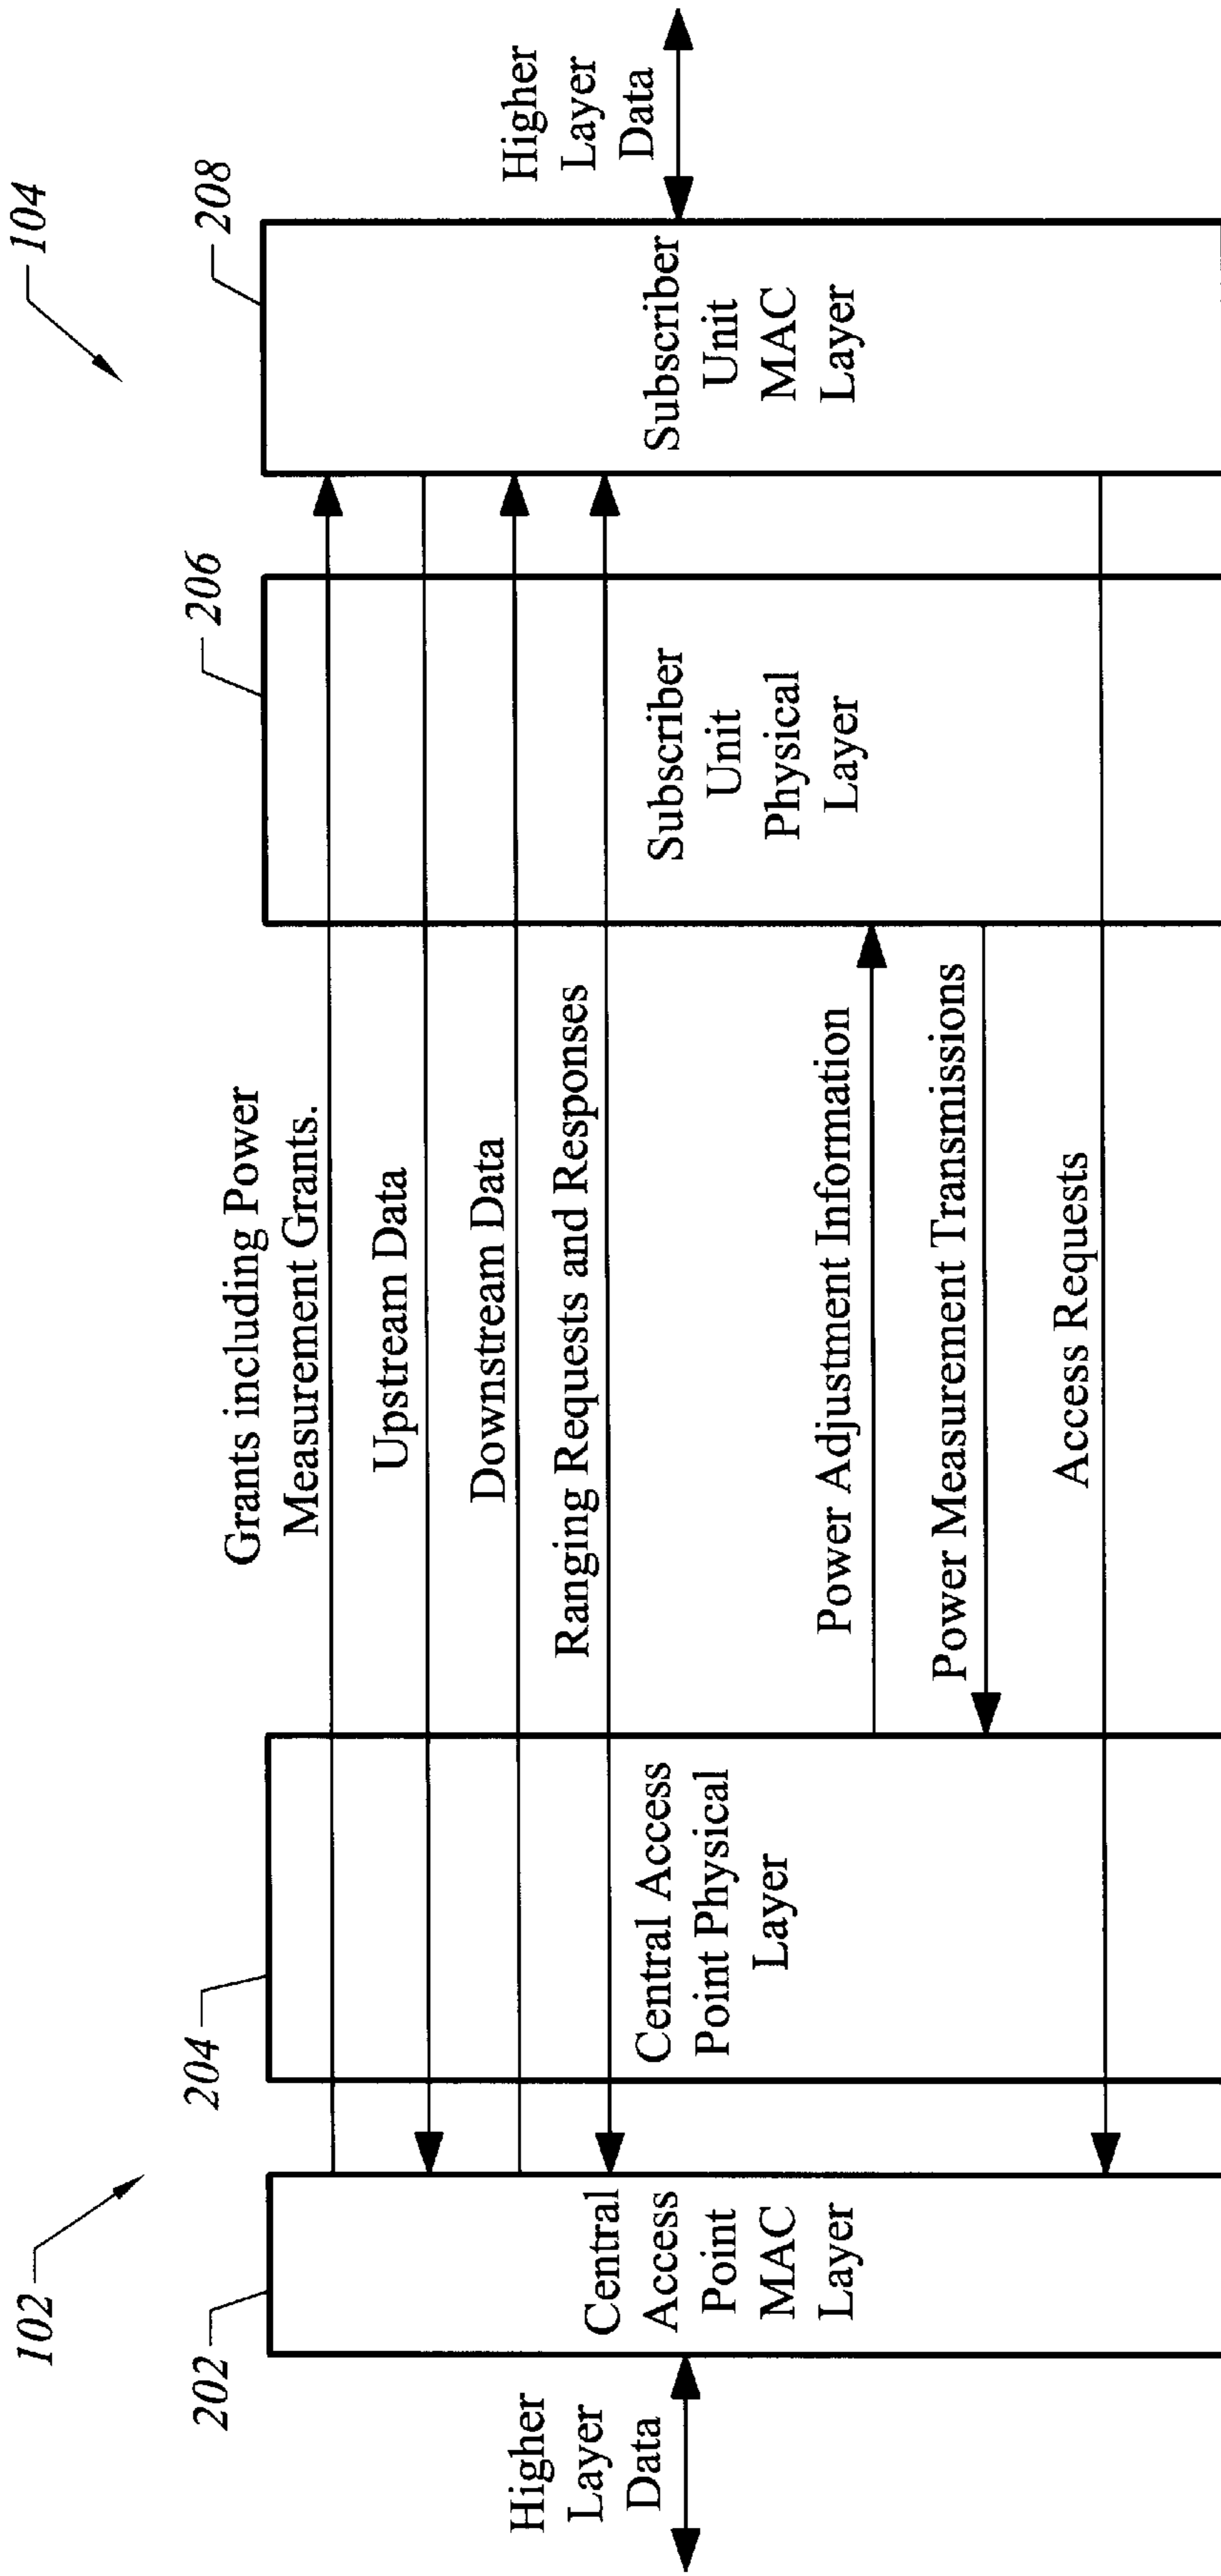 102
104
202
204
206
208
Higher
Layer
Data
Central
Access
Point
MAC
Layer
Central Access
Point Physical
Layer
Grants including Power
Measurement Grants.
Upstream Data
Downstream Data
Ranging Requests and Responses
Power Adjustment Information
Power Measurement Transmissions
Access Requests
Subscriber
Unit
Physical
Layer
Subscriber
Unit
MAC
Layer
Higher
Layer
Data